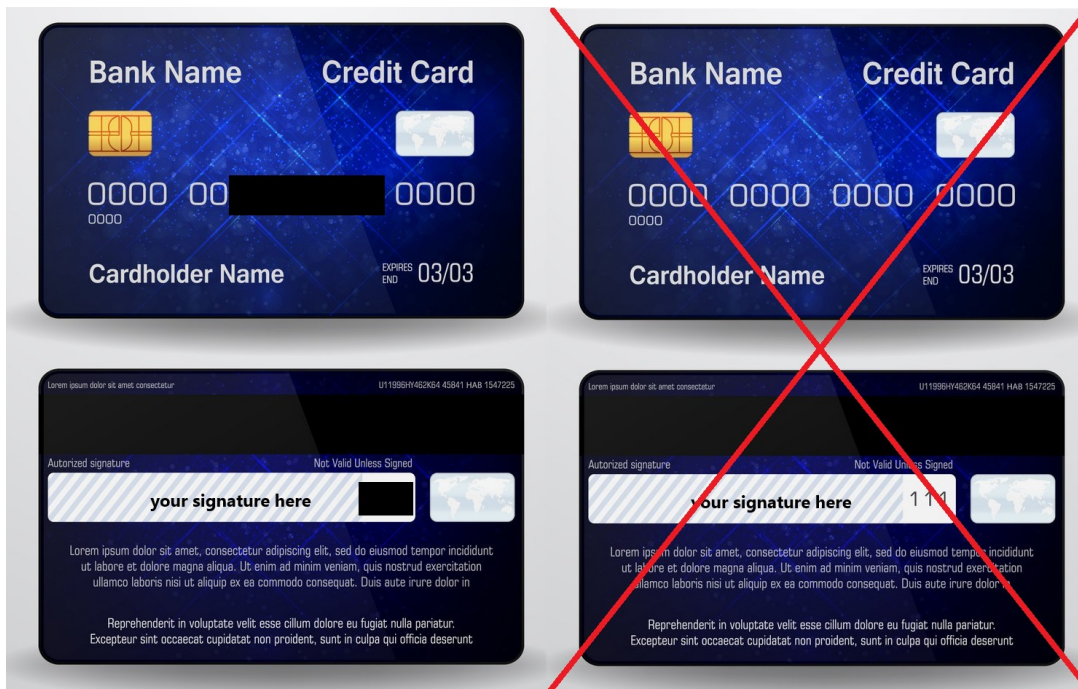 Bank Name Credit Card
0000 00 0000
0000
Cardholder Name EXPIRES END 03/03
Bank Name Credit Card
0000 0000 0000 0000
0000
Cardholder Name EXPIRES END 03/03
Lorem ipsum dolor sit amet consectetur U11996HY462K64 45841 HAB 1547225
Autorized signature Not Valid Unless Signed
your signature here
Lorem ipsum dolor sit amet, consectetur adipiscing elit, sed do eiusmod tempor incididunt
ut labore et dolore magna aliqua. Ut enim ad minim veniam, quis nostrud exercitation
ullamco laboris nisi ut aliquip ex ea commodo consequat. Duis aute irure dolor in
Reprehenderit in voluptate velit esse cillum dolore eu fugiat nulla pariatur.
Excepteur sint occaecat cupidatat non proident, sunt in culpa qui officia deserunt
Lorem ipsum dolor sit amet consectetur U11996HY462K64 45841 HAB 1547225
Autorized signature Not Valid Unless Signed
your signature here 111
Lorem ipsum dolor sit amet, consectetur adipiscing elit, sed do eiusmod tempor incididunt
ut labore et dolore magna aliqua. Ut enim ad minim veniam, quis nostrud exercitation
ullamco laboris nisi ut aliquip ex ea commodo consequat. Duis aute irure dolor in
Reprehenderit in voluptate velit esse cillum dolore eu fugiat nulla pariatur.
Excepteur sint occaecat cupidatat non proident, sunt in culpa qui officia deserunt